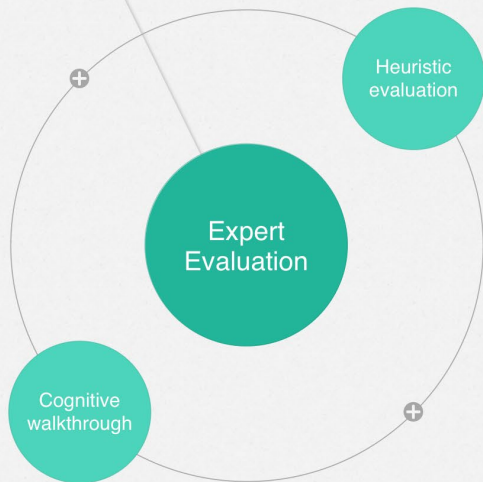 Heuristic
evaluation
Expert
Evaluation
Cognitive
walkthrough